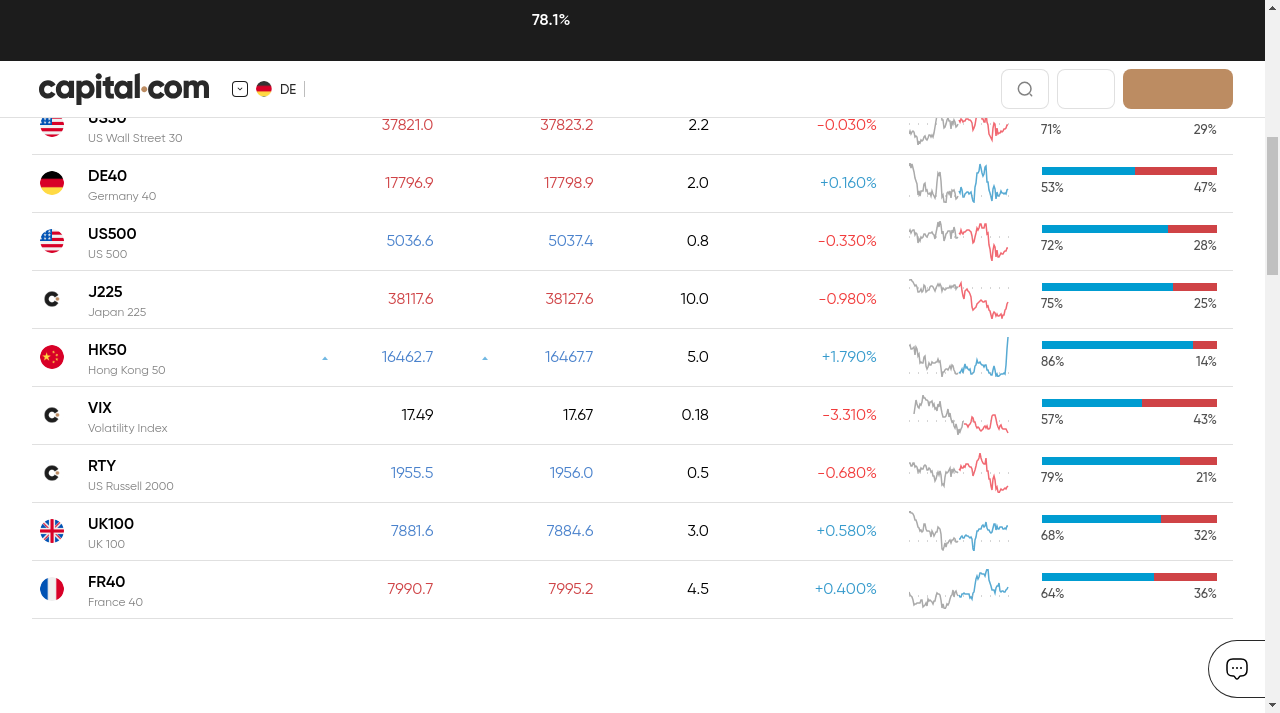 78.1%
capital.com
DE
US30 37821.0 37823.2 2.2 -0.030%
US Wall Street 30 71% 29%
DE40 17796.9 17798.9 2.0 +0.160%
Germany 40 53% 47%
US500 5036.6 5037.4 0.8 -0.330%
US 500 72% 28%
J225 38117.6 38127.6 10.0 -0.980%
Japan 225 75% 25%
HK50 16462.7 16467.7 5.0 +1.790%
Hong Kong 50 86% 14%
VIX 17.49 17.67 0.18 -3.310%
Volatility Index 57% 43%
RTY 1955.5 1956.0 0.5 -0.680%
US Russell 2000 79% 21%
UK100 7881.6 7884.6 3.0 +0.580%
UK 100 68% 32%
FR40 7990.7 7995.2 4.5 +0.400%
France 40 64% 36%